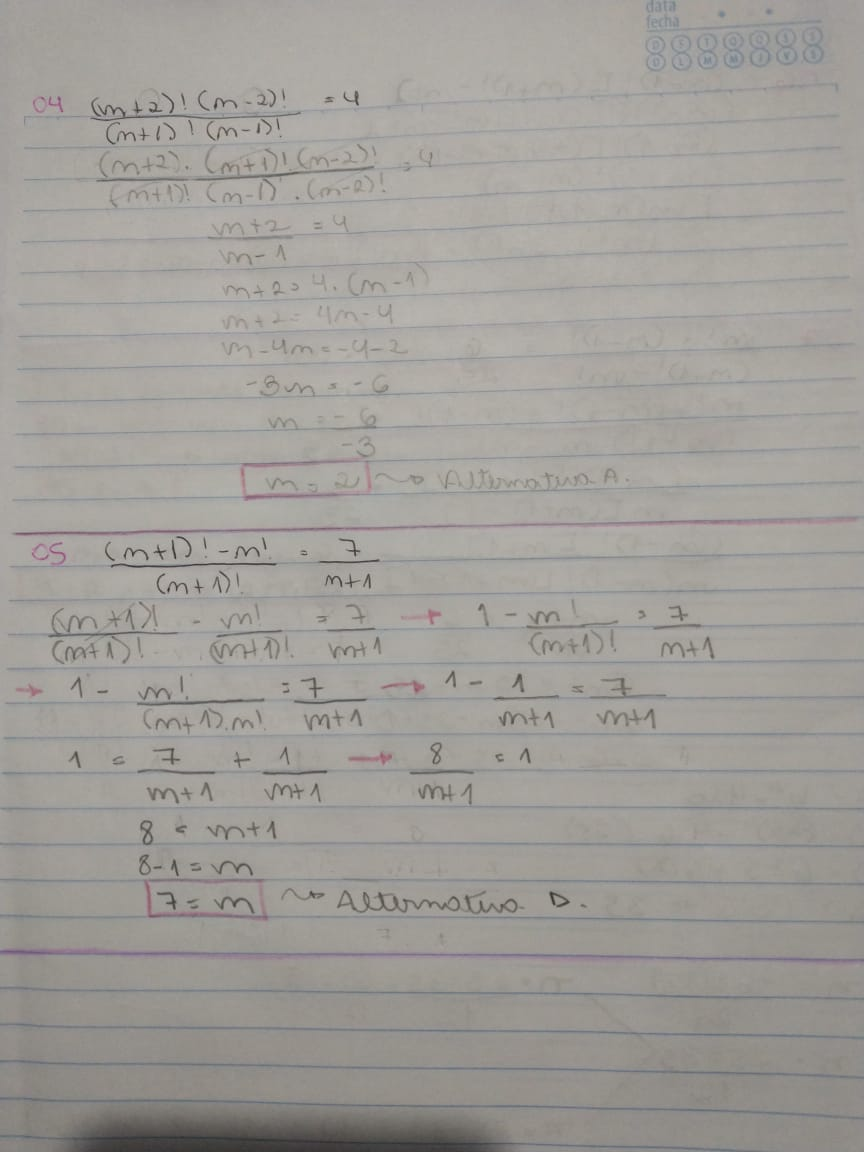 data
fecha
D S T Q Q S S
D L M M J V S
04 (m+2)! (m-2)! = 4
(m+1)! (m-1)!
(m+2). (m+1)!.(m-2)! = 4
(m+1)! (m-1) . (m-2)!
m+2 = 4
m-1
m+2 = 4.(m-1)
m+2 = 4m-4
m-4m = -4-2
-3m = -6
m = -6
-3
m = 2 ~> Alternativa A.
05 (m+1)! - m! = 7
(m+1)! m+1
(m+1)! - m! = 7 → 1 - m! = 7
(m+1)! (m+1)! m+1 (m+1)! m+1
→ 1 - m! = 7 → 1 - 1 = 7
(m+1).m! m+1 m+1 m+1
1 = 7 + 1 → 8 = 1
m+1 m+1 m+1
8 = m+1
8-1 = m
7 = m ~> Alternativa D.